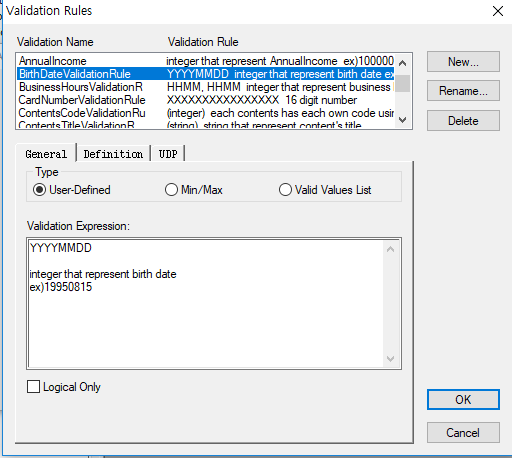 Validation Rules
Validation Name Validation Rule
AnnualIncome integer that represent AnnualIncome ex)100000
BirthDateValidationRule YYYYMMDD integer that represent birth date ex
BusinessHoursValidationR HHMM, HHMM integer that represent business
CardNumberValidationRule XXXXXXXXXXXXXXXX 16 digit number
ContentsCodeValidationRu (integer) each contents has each own code usin
ContentsTitleValidationR (string) string that represent content's title
New...
Rename...
Delete
General Definition UDP
Type
User-Defined Min/Max Valid Values List
Validation Expression:
YYYYMMDD
integer that represent birth date
ex)19950815
Logical Only
OK
Cancel